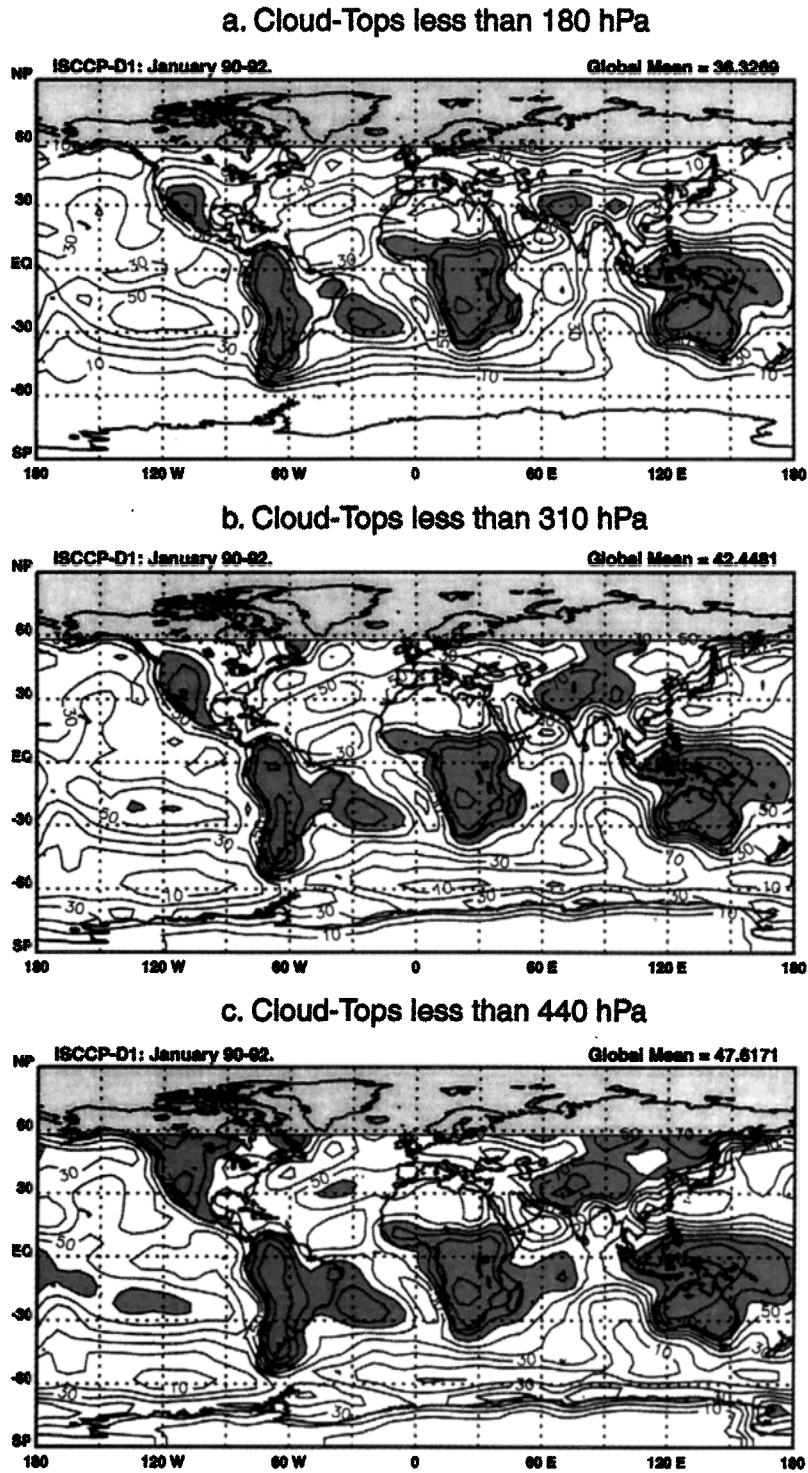 a. Cloud-Tops less than 180 hPa
ISCCP-D1: January 90-92. Global Mean = 36.3269
NP
60
30
EQ
-30
-60
SP
180 120 W 60 W 0 60 E 120 E 180
b. Cloud-Tops less than 310 hPa
ISCCP-D1: January 90-92. Global Mean = 42.4481
NP
60
30
EQ
-30
-60
SP
180 120 W 60 W 0 60 E 120 E 180
c. Cloud-Tops less than 440 hPa
ISCCP-D1: January 90-92. Global Mean = 47.6171
NP
60
30
EQ
-30
-60
SP
180 120 W 60 W 0 60 E 120 E 180